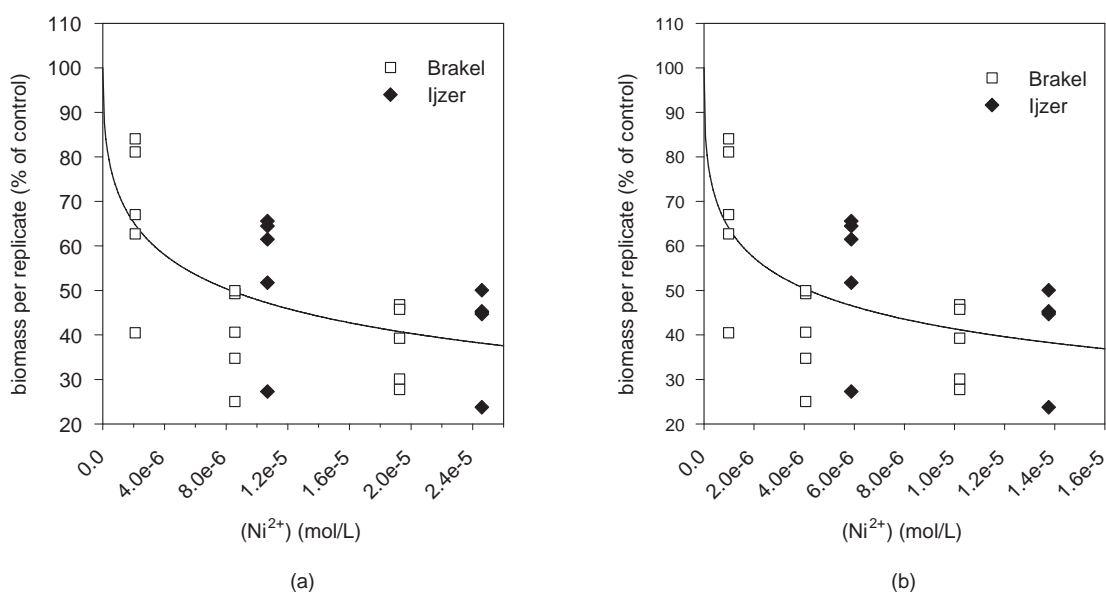 110
100
90
80
70
60
50
40
30
20
biomass per replicate (% of control)
Brakel
Ijzer
0.0
4.0e-6
8.0e-6
1.2e-5
1.6e-5
2.0e-5
2.4e-5
(Ni2+) (mol/L)
(a)
110
100
90
80
70
60
50
40
30
20
biomass per replicate (% of control)
Brakel
Ijzer
0.0
2.0e-6
4.0e-6
6.0e-6
8.0e-6
1.0e-5
1.2e-5
1.4e-5
1.6e-5
(Ni2+) (mol/L)
(b)